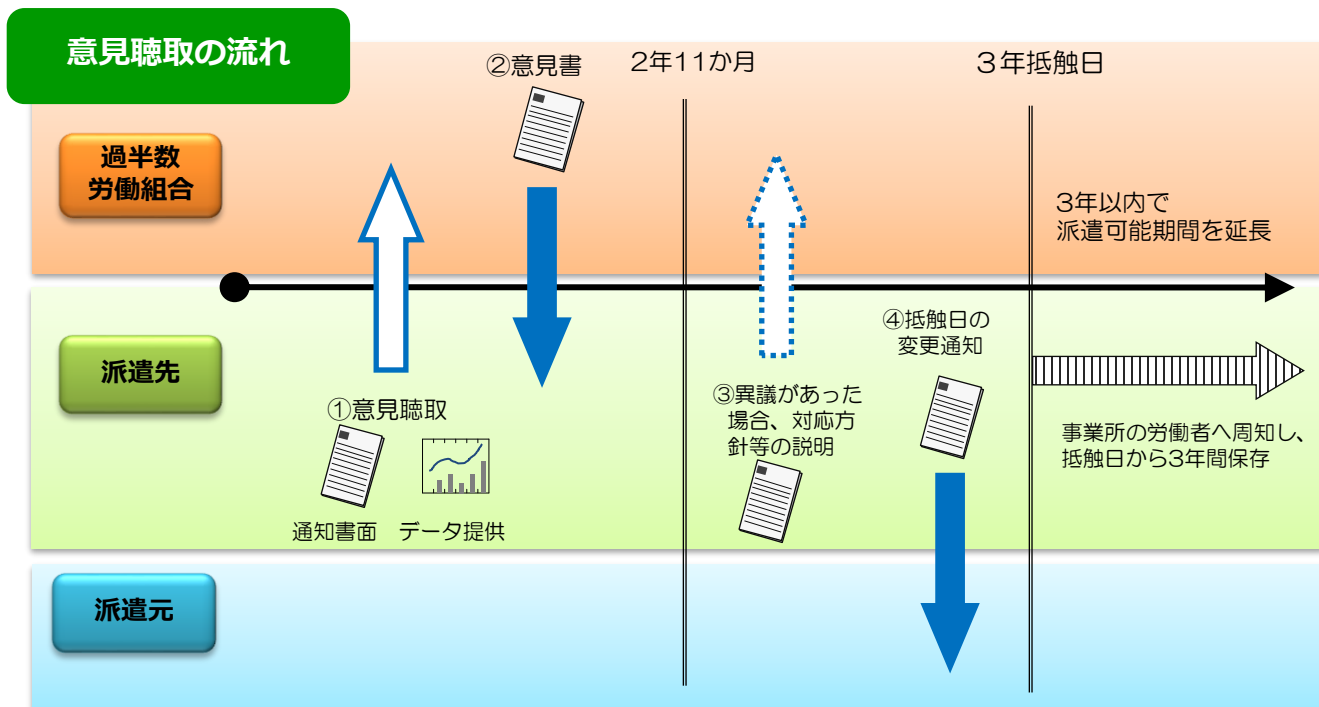 意見聴取の流れ
②意見書
2年11か月
3年抵触日
過半数
労働組合
3年以内で
派遣可能期間を延長
派遣先
①意見聴取
通知書面
データ提供
③異議があった
場合、対応方
針等の説明
④抵触日の
変更通知
事業所の労働者へ周知し、
抵触日から3年間保存
派遣元